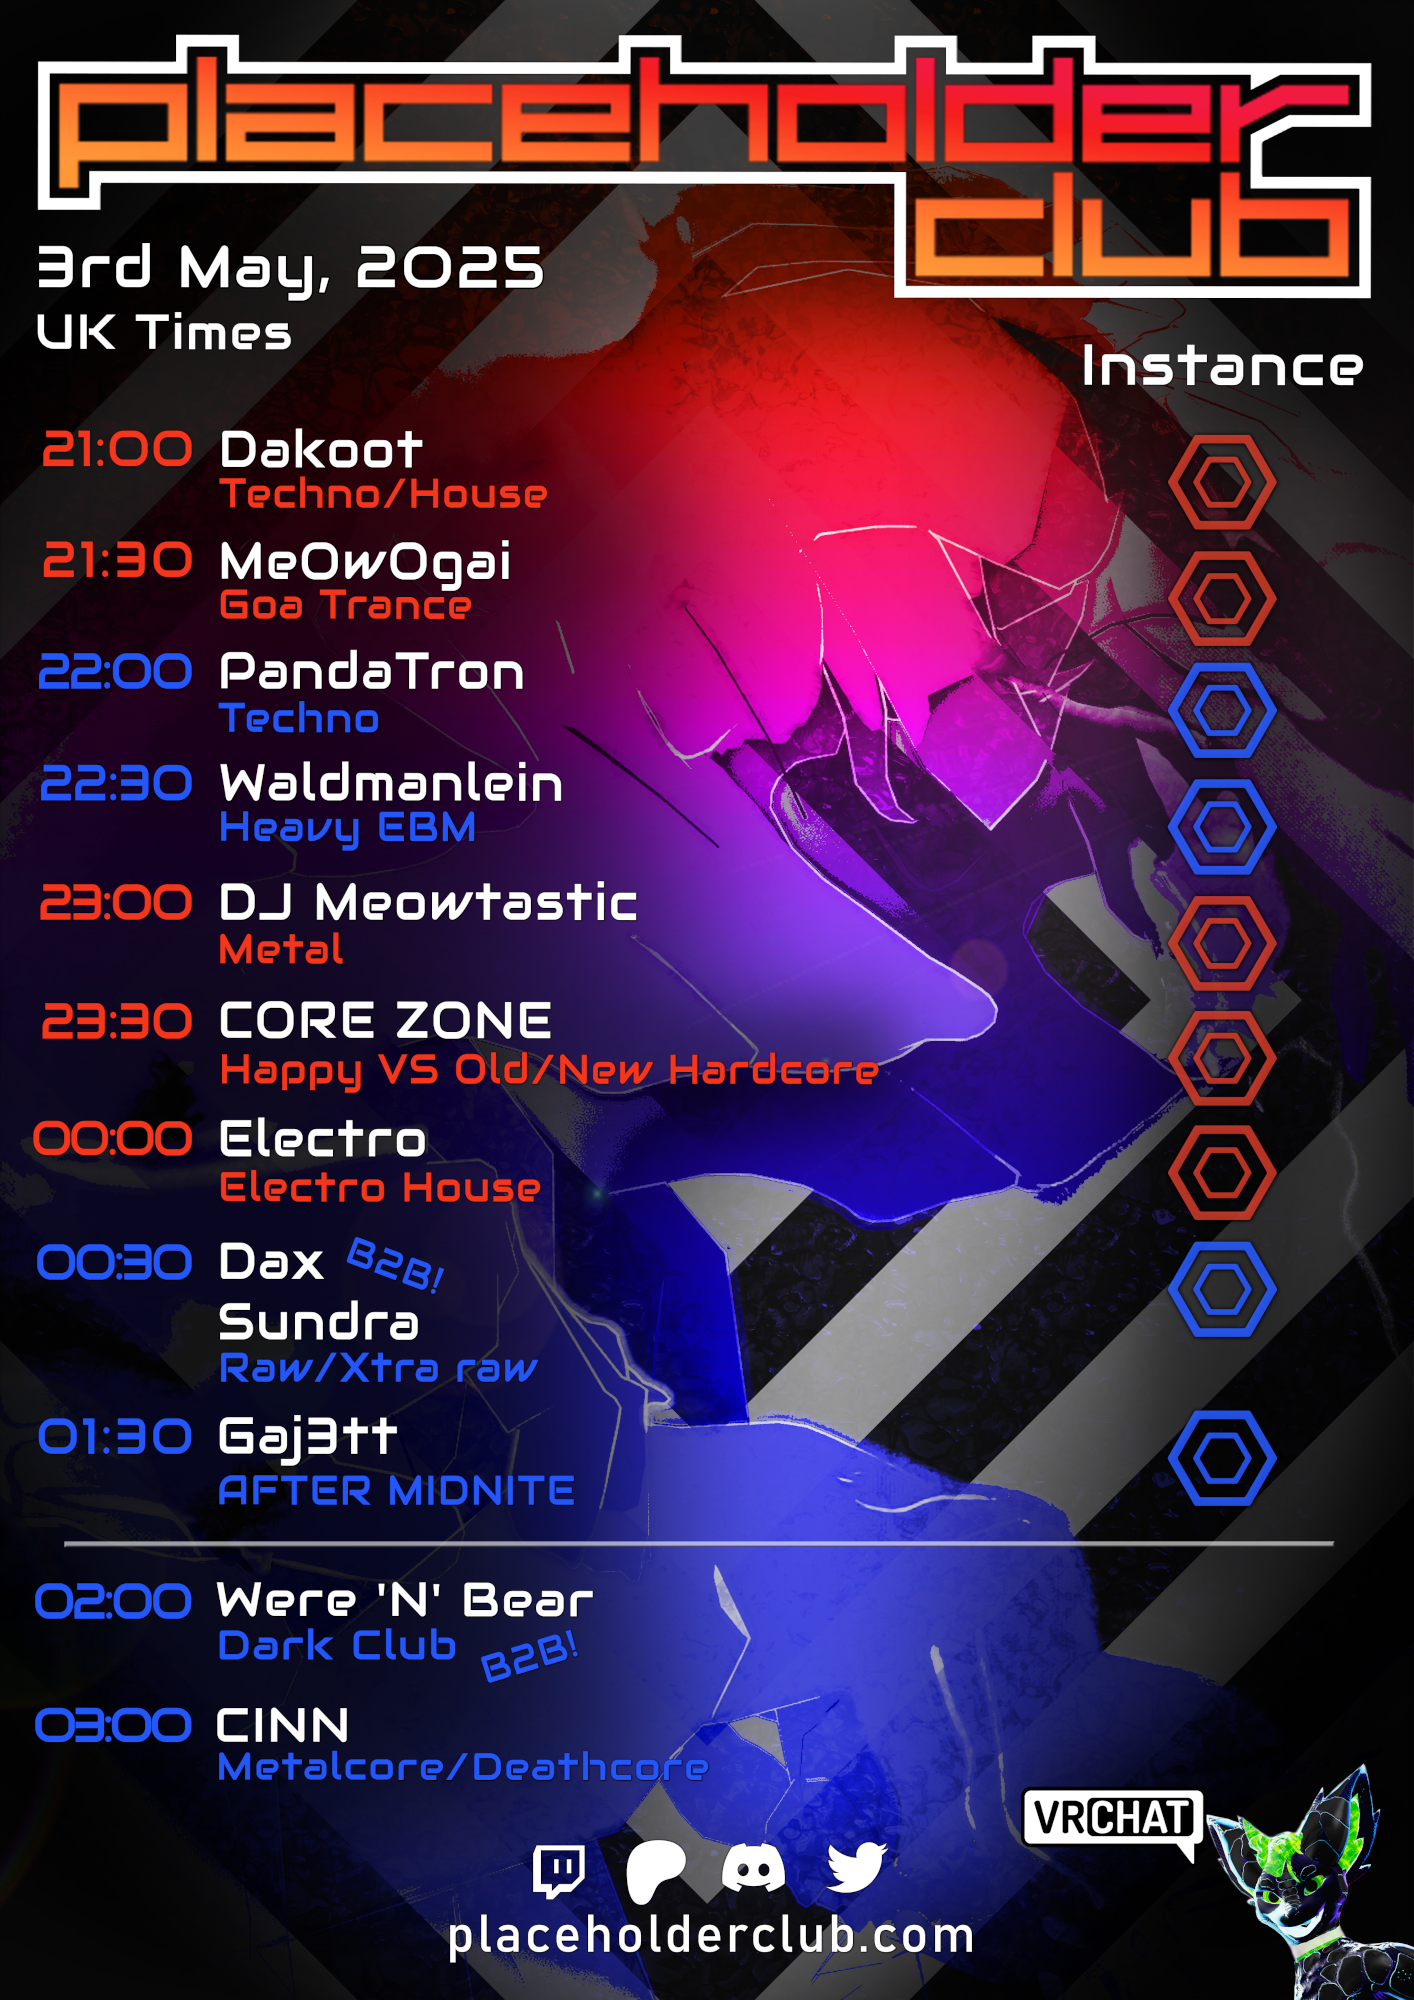 placeholder
club
3rd May, 2025
UK Times
Instance
21:00 Dakoot
Techno/House
21:30 MeOwOgai
Goa Trance
22:00 PandaTron
Techno
22:30 Waldmanlein
Heavy EBM
23:00 DJ Meowtastic
Metal
23:30 CORE ZONE
Happy VS Old/New Hardcore
00:00 Electro
Electro House
00:30 Dax B2B!
Sundra
Raw/Xtra raw
01:30 Gaj3tt
AFTER MIDNITE
02:00 Were 'N' Bear
Dark Club B2B!
03:00 CINN
Metalcore/Deathcore
VRCHAT
placeholderclub.com